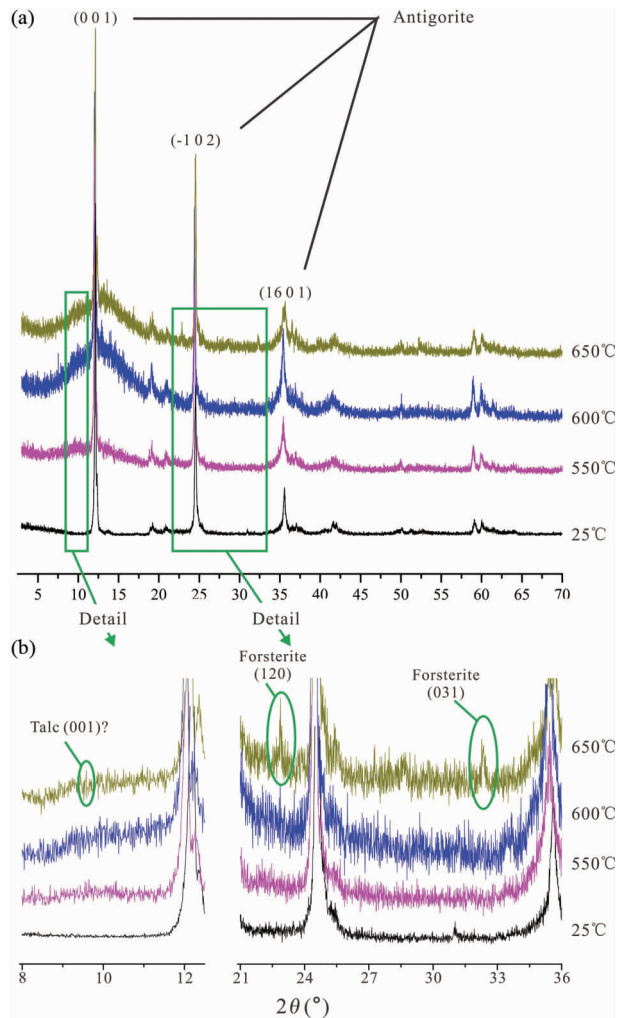 (a)
(0 0 1)
Antigorite
(-1 0 2)
(16 0 1)
650℃
600℃
550℃
25℃
5 10 15 20 25 30 35 40 45 50 55 60 65 70
Detail Detail
(b)
Forsterite
(120)
Forsterite
(031)
Talc (001)?
650℃
600℃
550℃
25℃
8 10 12 21 24 27 30 33 36
2θ (°)